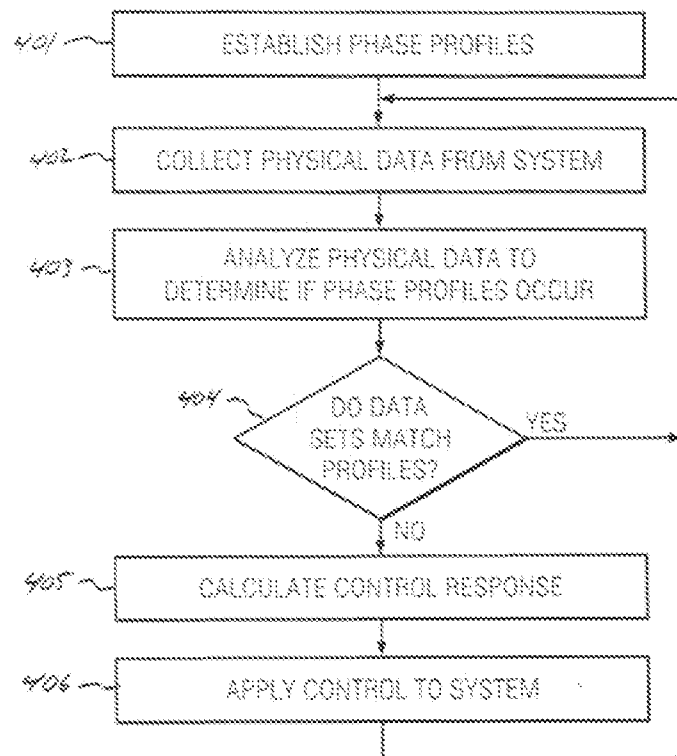 401
ESTABLISH PHASE PROFILES
402
COLLECT PHYSICAL DATA FROM SYSTEM
403
ANALYZE PHYSICAL DATA TO
DETERMINE IF PHASE PROFILES OCCUR
404
DO DATA
SETS MATCH
PROFILES?
YES
NO
405
CALCULATE CONTROL RESPONSE
406
APPLY CONTROL TO SYSTEM